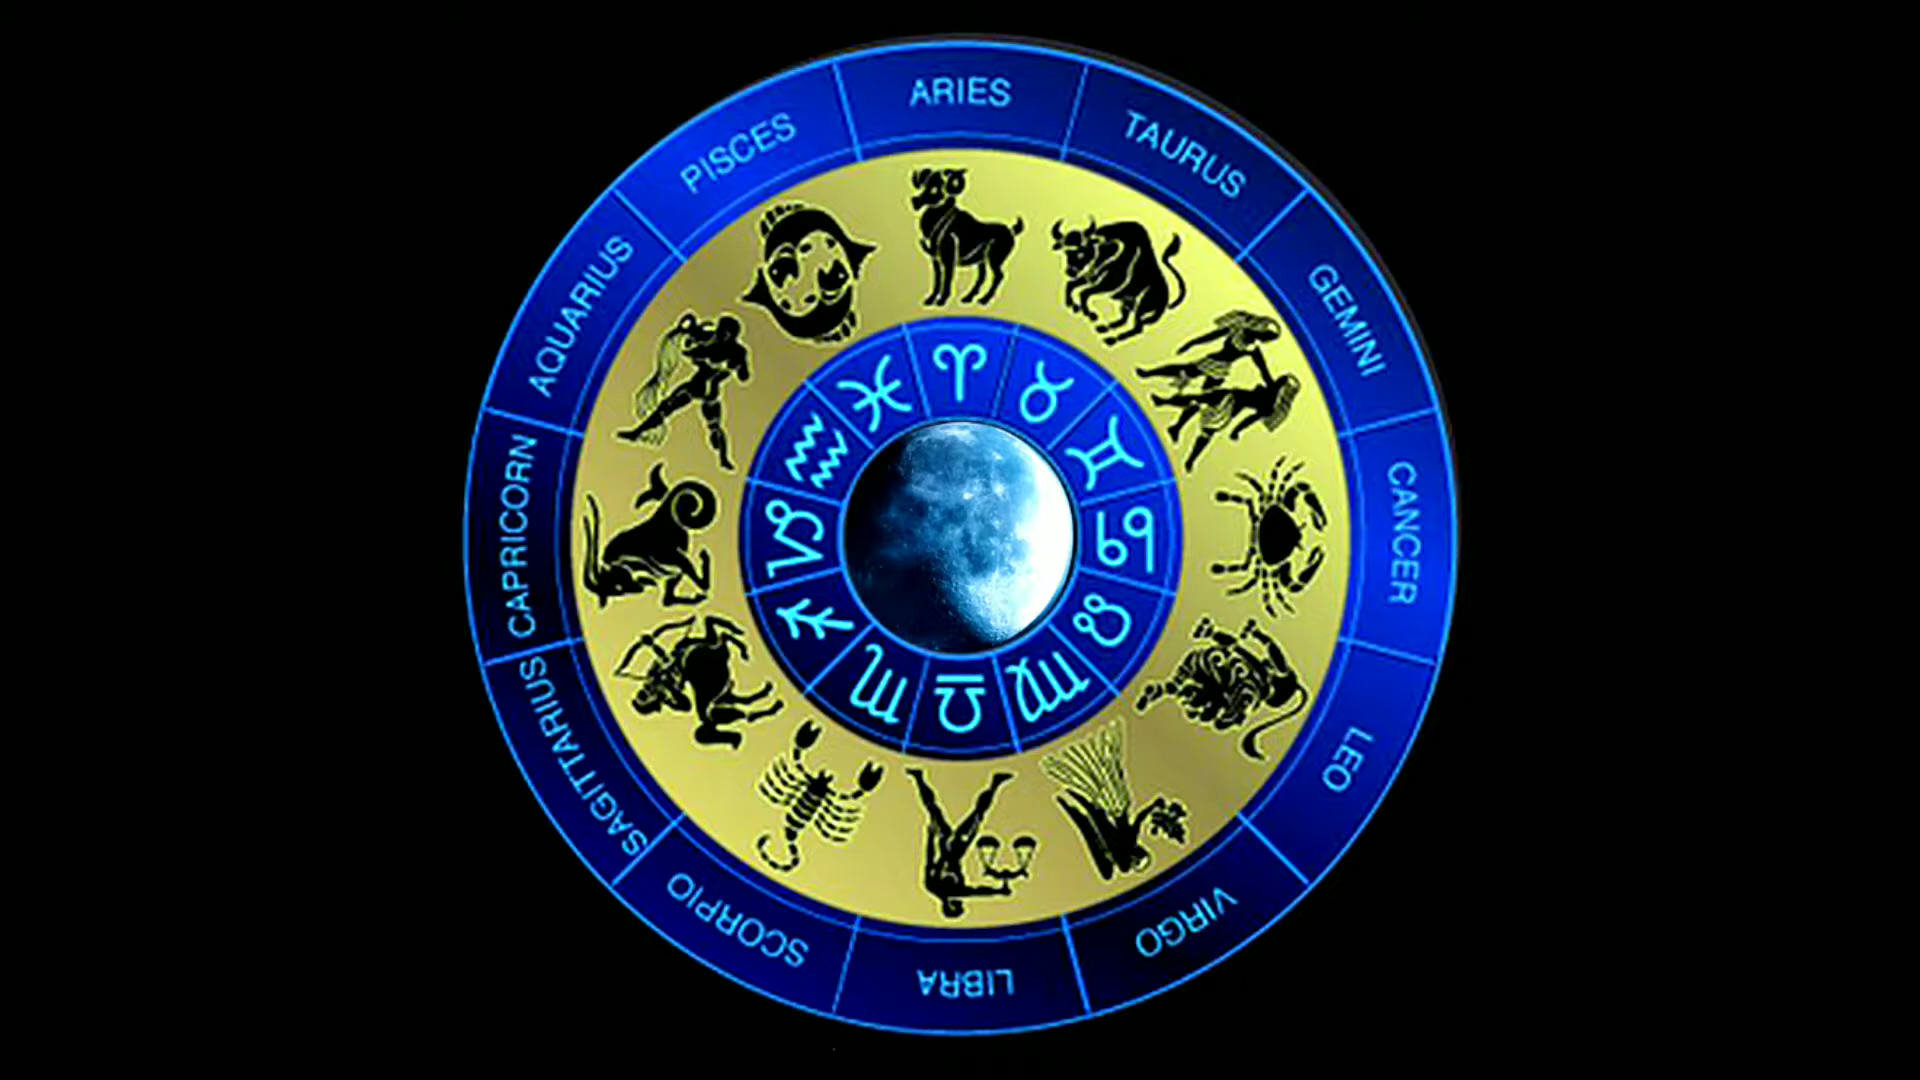 ARIES
TAURUS
GEMINI
CANCER
LEO
VIRGO
LIBRA
SCORPIO
SAGITTARIUS
CAPRICORN
AQUARIUS
PISCES